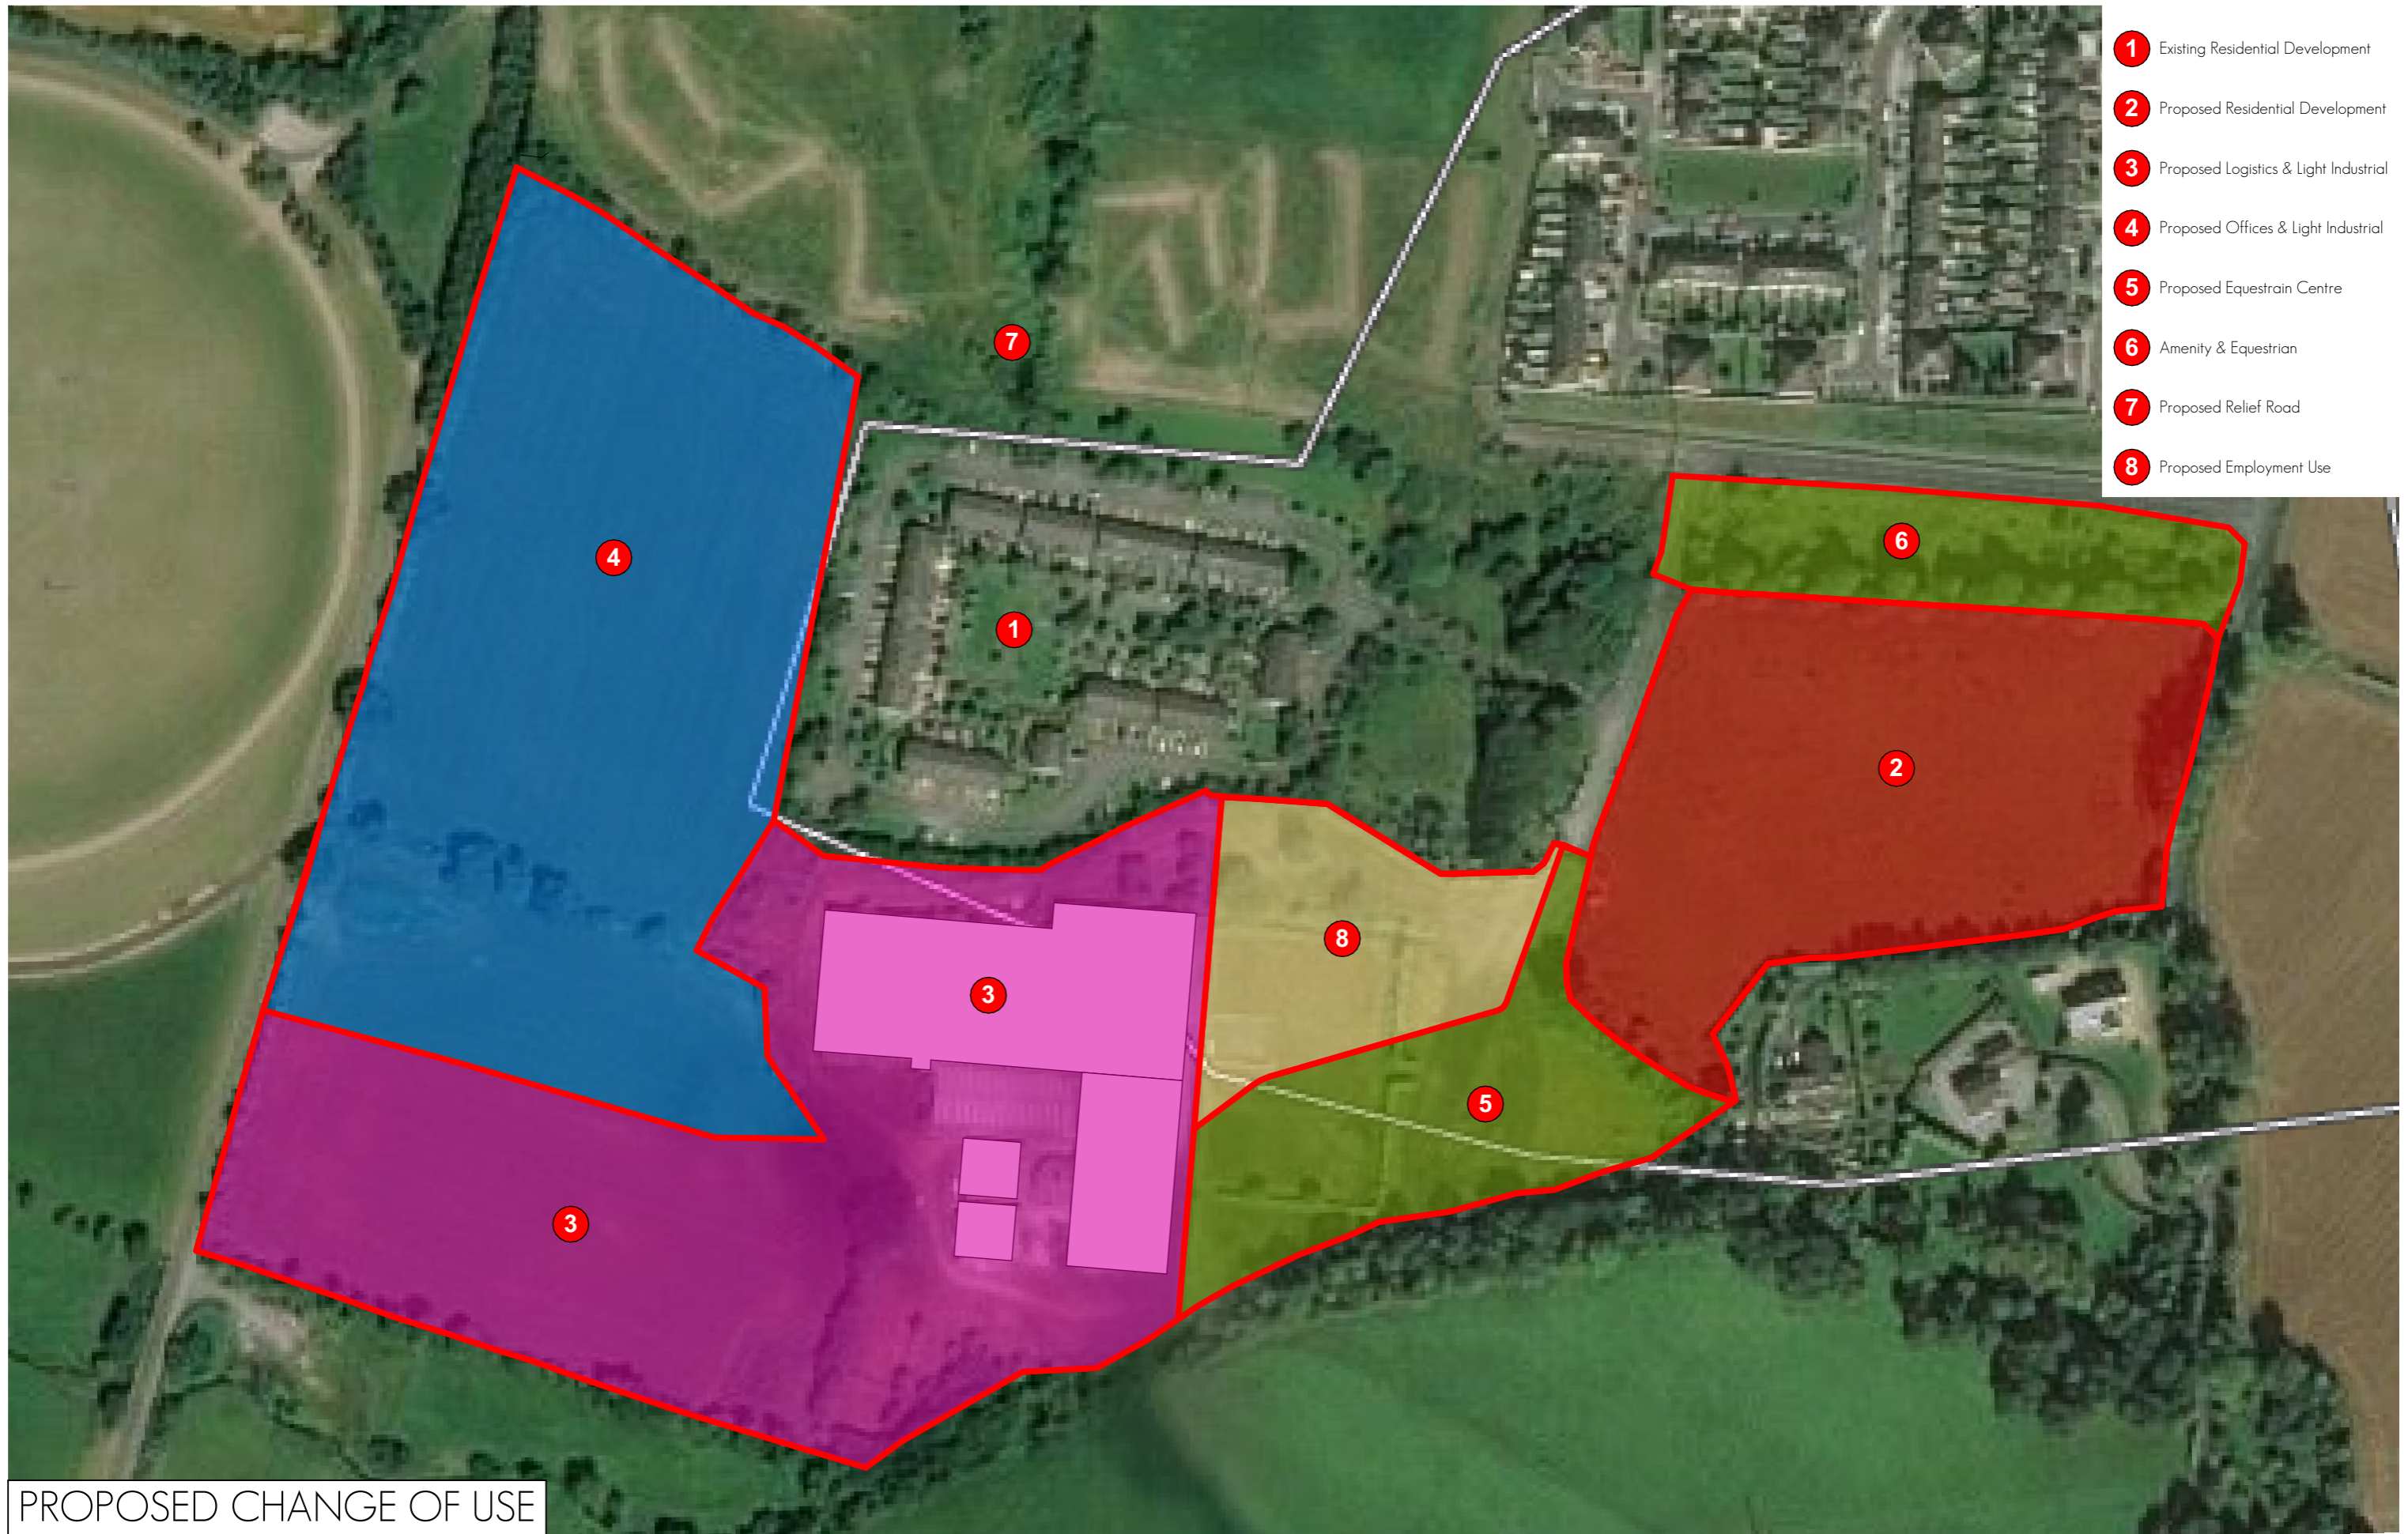 1 Existing Residential Development
2 Proposed Residential Development
3 Proposed Logistics & Light Industrial
4 Proposed Offices & Light Industrial
5 Proposed Equestrain Centre
6 Amenity & Equestrian
7 Proposed Relief Road
8 Proposed Employment Use
7
6
4
1
2
8
3
5
3
PROPOSED CHANGE OF USE